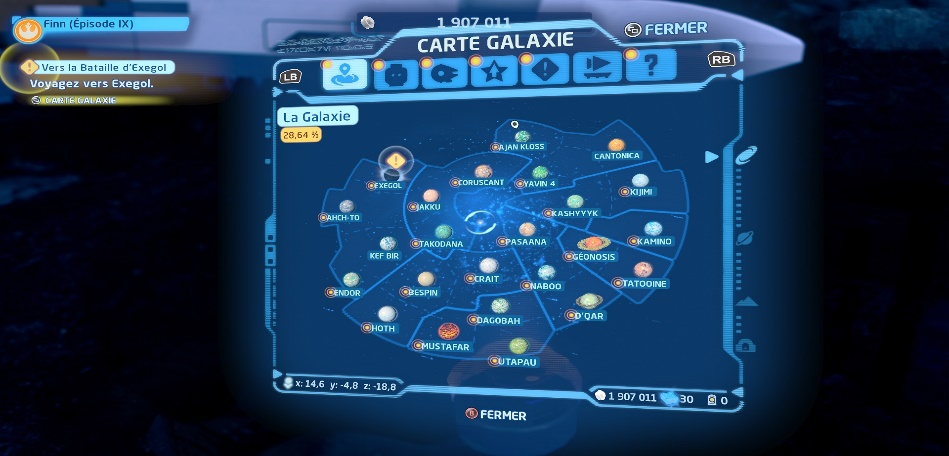 Finn (Épisode IX)
Vers la Bataille d'Exegol
Voyagez vers Exegol.
CARTE GALAXIE
1 907 011
CARTE GALAXIE
FERMER
LB
RB
La Galaxie
28,64 %
AJAN KLOSS
CANTONICA
EXEGOL
CORUSCANT
YAVIN 4
KIJIMI
JAKKU
AHCH-TO
KASHYYYK
TAKODANA
PASAANA
KAMINO
KEF BIR
GEONOSIS
CRAIT
NABOO
TATOOINE
ENDOR
BESPIN
HOTH
DAGOBAH
D'QAR
MUSTAFAR
UTAPAU
x: 14,6 y: -4,8 z: -18,8
1 907 011 30 0
B FERMER